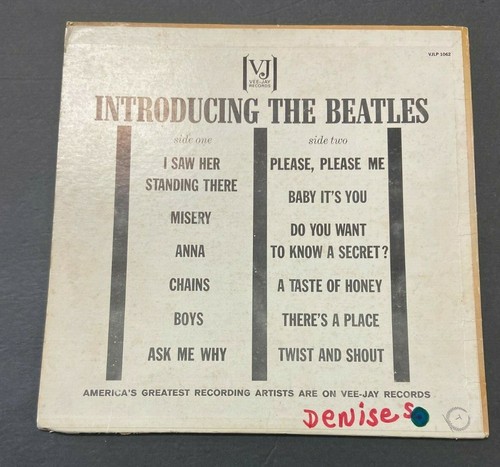 VJ
VEE-JAY
RECORDS
VJLP 1062
INTRODUCING THE BEATLES
side one
I SAW HER
STANDING THERE
MISERY
ANNA
CHAINS
BOYS
ASK ME WHY
side two
PLEASE, PLEASE ME
BABY IT'S YOU
DO YOU WANT
TO KNOW A SECRET?
A TASTE OF HONEY
THERE'S A PLACE
TWIST AND SHOUT
AMERICA'S GREATEST RECORDING ARTISTS ARE ON VEE-JAY RECORDS
DENISE S.